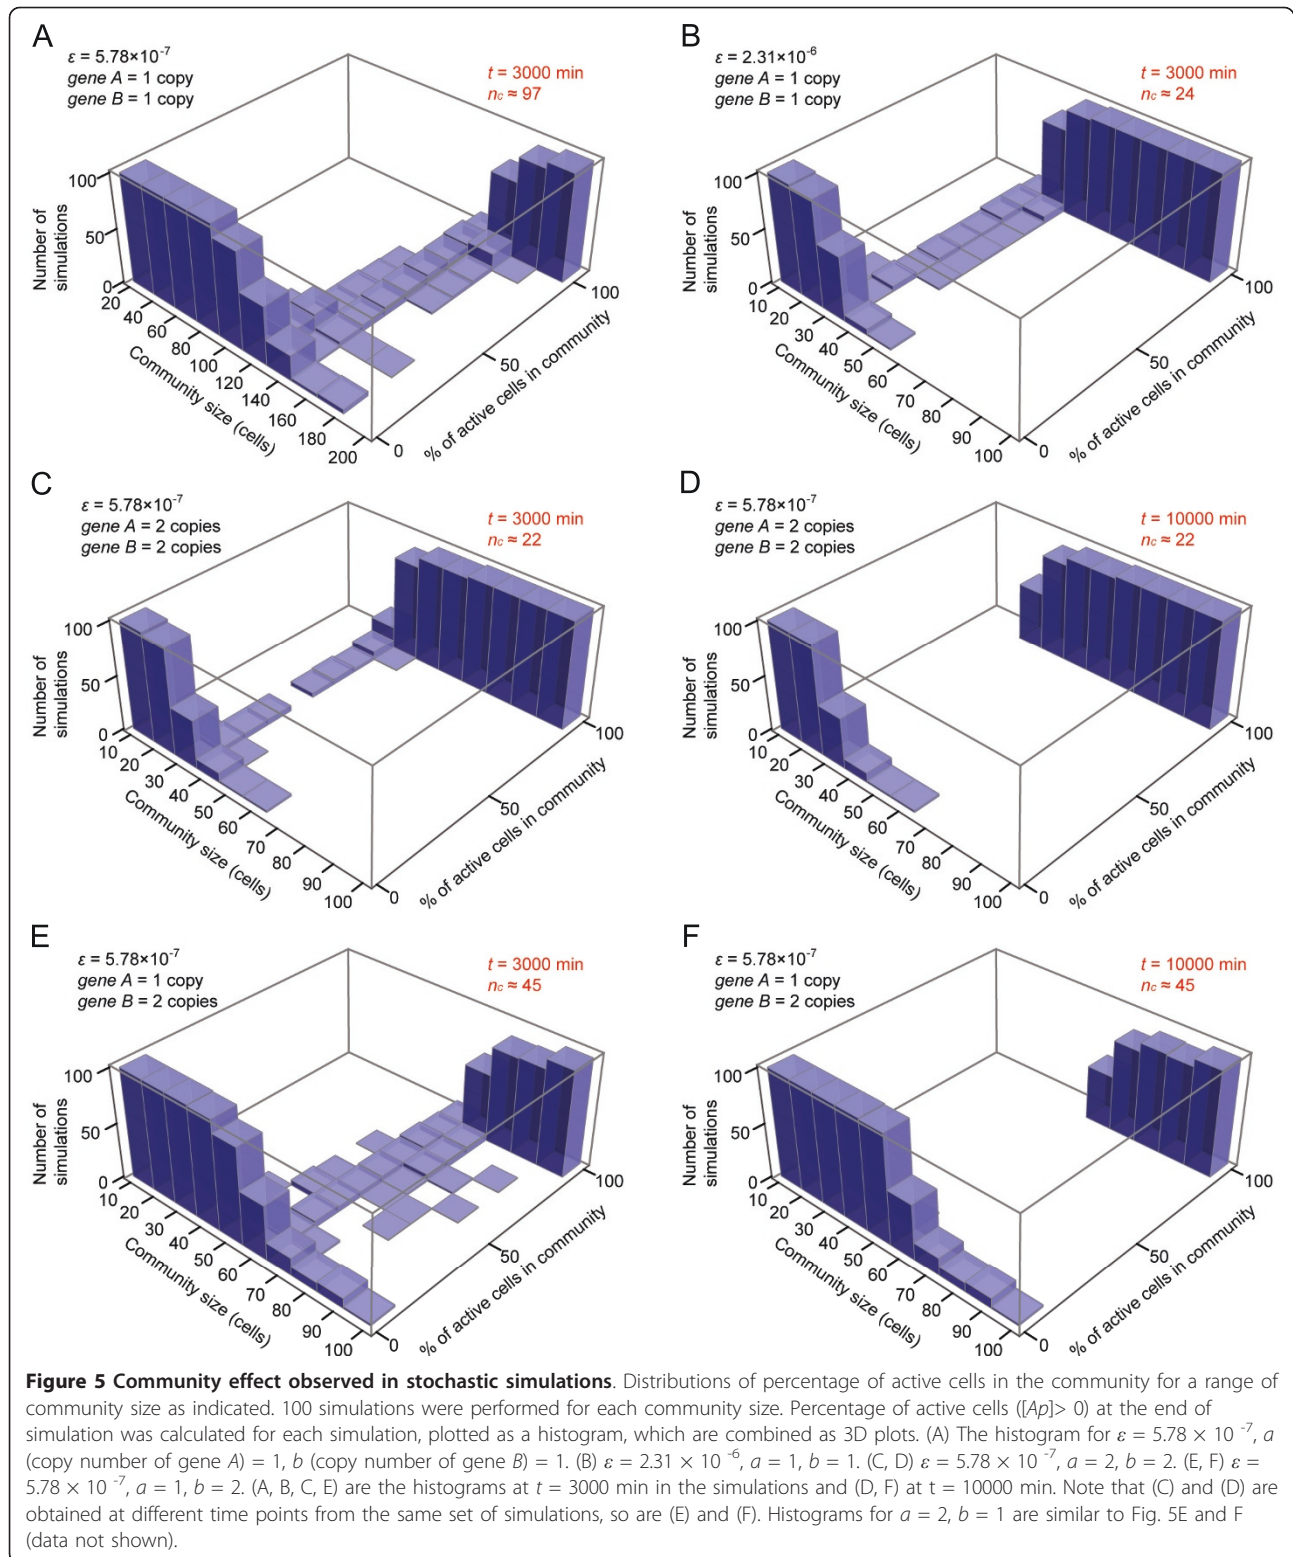 A
ε = 5.78×10⁻⁷
gene A = 1 copy
gene B = 1 copy
t = 3000 min
nc ≈ 97
Number of
simulations
100
50
0
20
40
60
80
100
120
140
160
180
200
Community size (cells)
0
50
100
% of active cells in community
B
ε = 2.31×10⁻⁶
gene A = 1 copy
gene B = 1 copy
t = 3000 min
nc ≈ 24
Number of
simulations
100
50
0
10
20
30
40
50
60
70
80
90
100
Community size (cells)
0
50
100
% of active cells in community
C
ε = 5.78×10⁻⁷
gene A = 2 copies
gene B = 2 copies
t = 3000 min
nc ≈ 22
Number of
simulations
100
50
0
10
20
30
40
50
60
70
80
90
100
Community size (cells)
0
50
100
% of active cells in community
D
ε = 5.78×10⁻⁷
gene A = 2 copies
gene B = 2 copies
t = 10000 min
nc ≈ 22
Number of
simulations
100
50
0
10
20
30
40
50
60
70
80
90
100
Community size (cells)
0
50
100
% of active cells in community
E
ε = 5.78×10⁻⁷
gene A = 1 copy
gene B = 2 copies
t = 3000 min
nc ≈ 45
Number of
simulations
100
50
0
10
20
30
40
50
60
70
80
90
100
Community size (cells)
0
50
100
% of active cells in community
F
ε = 5.78×10⁻⁷
gene A = 1 copy
gene B = 2 copies
t = 10000 min
nc ≈ 45
Number of
simulations
100
50
0
10
20
30
40
50
60
70
80
90
100
Community size (cells)
0
50
100
% of active cells in community
Figure 5 Community effect observed in stochastic simulations. Distributions of percentage of active cells in the community for a range of
community size as indicated. 100 simulations were performed for each community size. Percentage of active cells ([Ap]> 0) at the end of
simulation was calculated for each simulation, plotted as a histogram, which are combined as 3D plots. (A) The histogram for ε = 5.78 × 10 ⁻⁷, a
(copy number of gene A) = 1, b (copy number of gene B) = 1. (B) ε = 2.31 × 10 ⁻⁶, a = 1, b = 1. (C, D) ε = 5.78 × 10 ⁻⁷, a = 2, b = 2. (E, F) ε =
5.78 × 10 ⁻⁷, a = 1, b = 2. (A, B, C, E) are the histograms at t = 3000 min in the simulations and (D, F) at t = 10000 min. Note that (C) and (D) are
obtained at different time points from the same set of simulations, so are (E) and (F). Histograms for a = 2, b = 1 are similar to Fig. 5E and F
(data not shown).